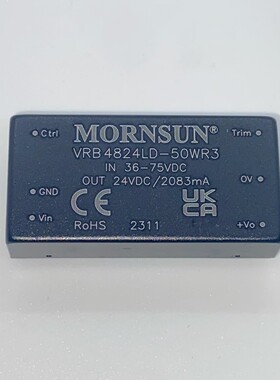 Ctrl MORNSUN® Trim
VRB4824LD-50WR3
IN 36-75VDC
OUT 24VDC/2083mA
GND CE UK CA 0V
Vin RoHS 2311 +Vo